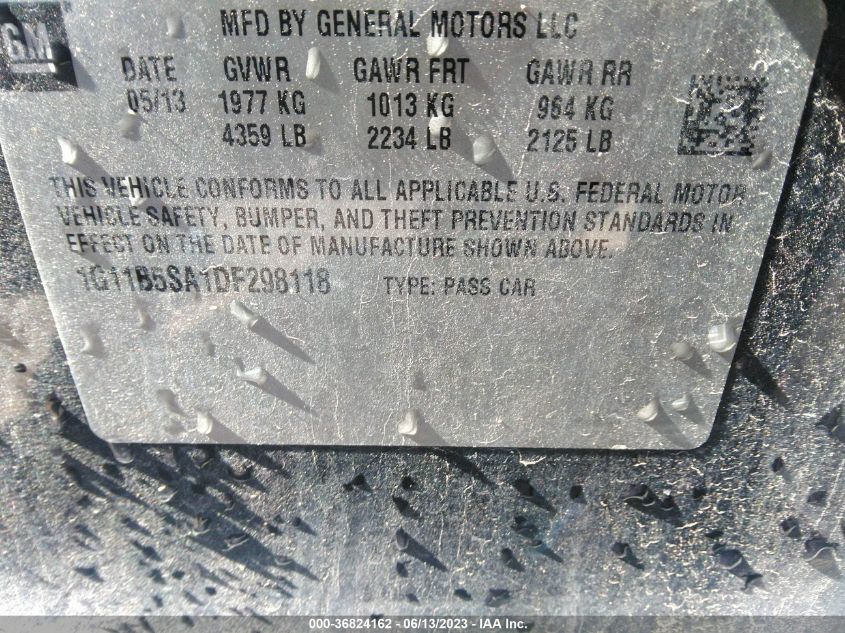 GM
MFD BY GENERAL MOTORS LLC
DATE GVWR GAWR FRT GAWR RR
05/13 1977 KG 1013 KG 964 KG
4359 LB 2234 LB 2125 LB
THIS VEHICLE CONFORMS TO ALL APPLICABLE U.S. FEDERAL MOTOR
VEHICLE SAFETY, BUMPER, AND THEFT PREVENTION STANDARDS IN
EFFECT ON THE DATE OF MANUFACTURE SHOWN ABOVE.
1G11B5SA1DF298118 TYPE: PASS CAR
000-36824162 - 06/13/2023 - IAA Inc.